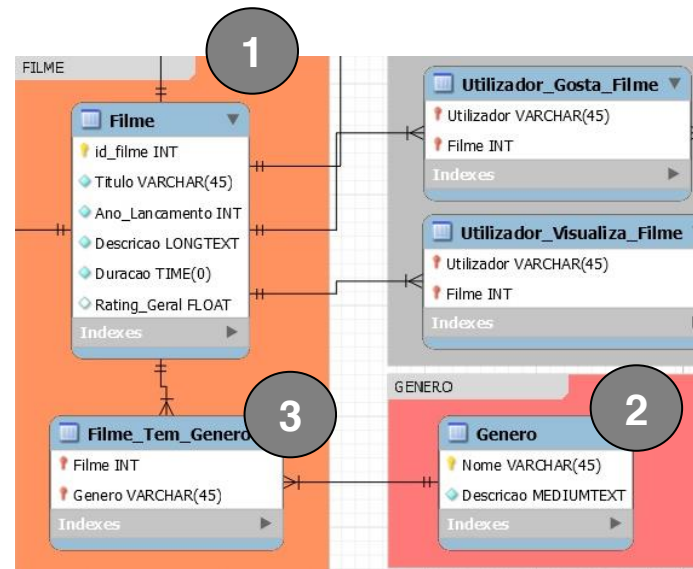 1
FILME
Filme
id_filme INT
Titulo VARCHAR(45)
Ano_Lancamento INT
Descricao LONGTEXT
Duracao TIME(0)
Rating_Geral FLOAT
Indexes
Utilizador_Gosta_Filme
Utilizador VARCHAR(45)
Filme INT
Indexes
Utilizador_Visualiza_Filme
Utilizador VARCHAR(45)
Filme INT
Indexes
3
Filme_Tem_Genero
Filme INT
Genero VARCHAR(45)
Indexes
GENERO
2
Genero
Nome VARCHAR(45)
Descricao MEDIUMTEXT
Indexes